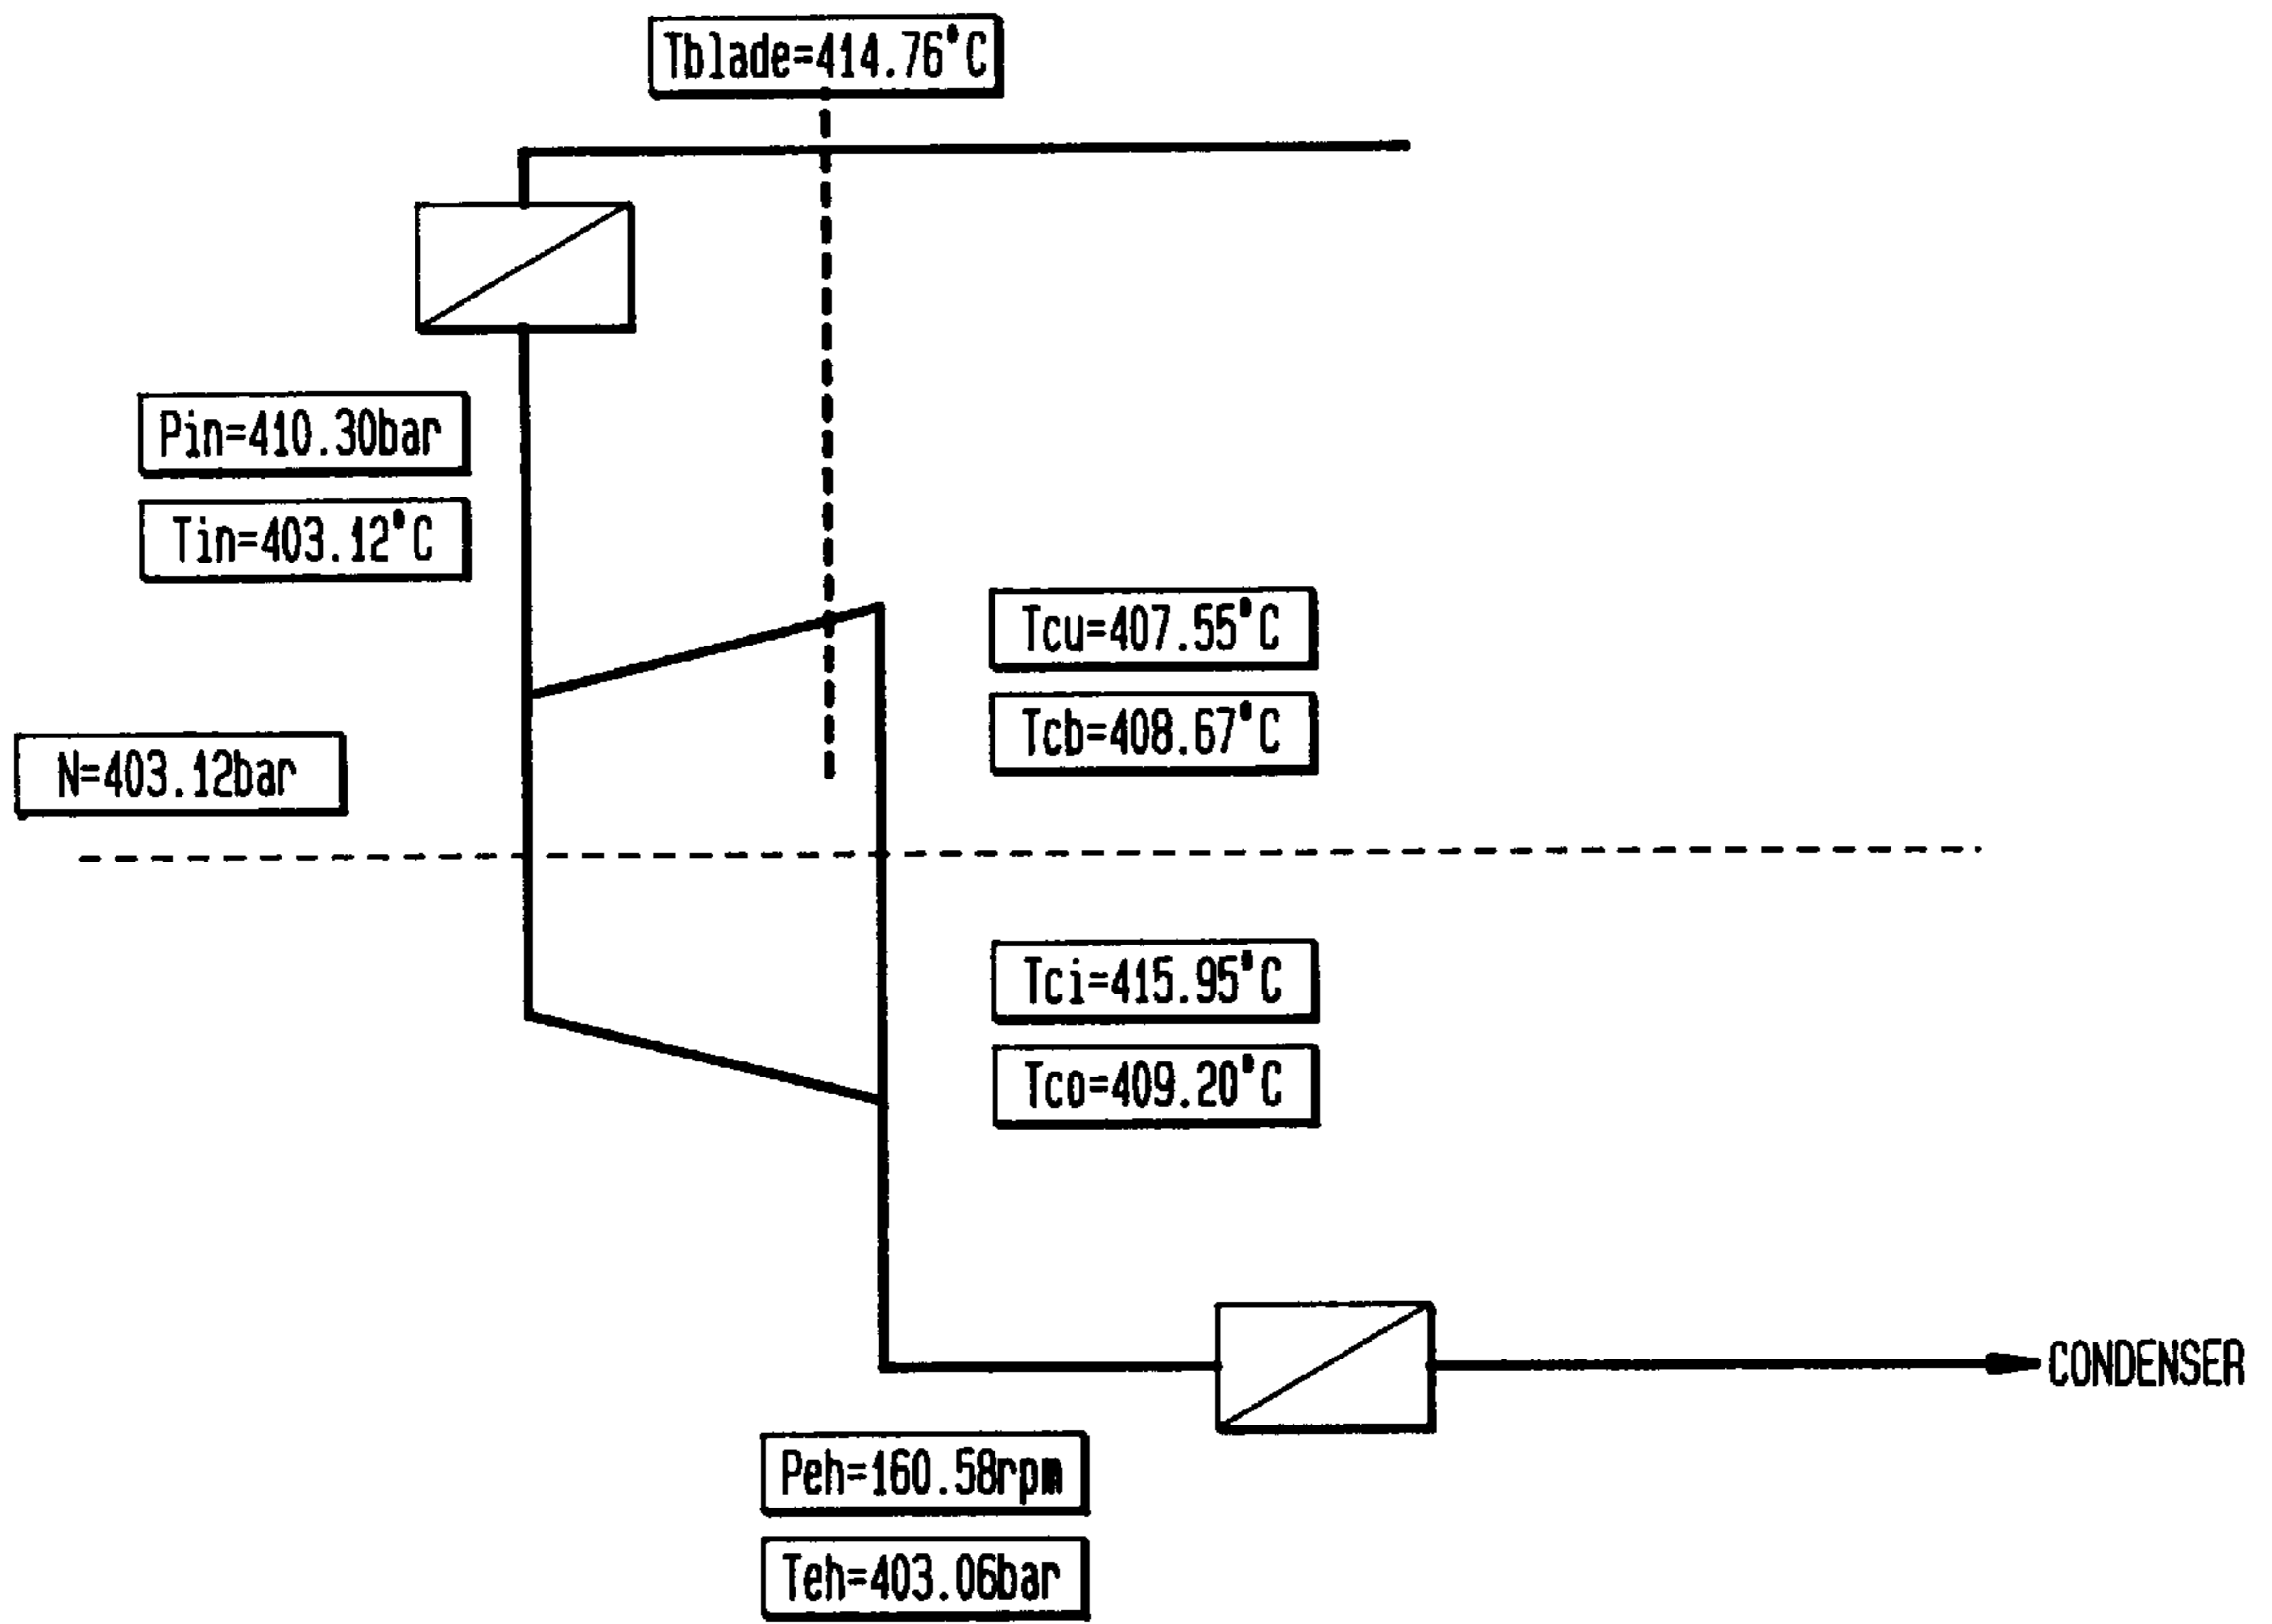 Tblade=414.76°C
Pin=410.30bar
Tin=403.12°C
Tcu=407.55°C
Tcb=408.67°C
N=403.12bar
Tci=415.95°C
Tco=409.20°C
CONDENSER
Peh=160.58rpm
Teh=403.06bar